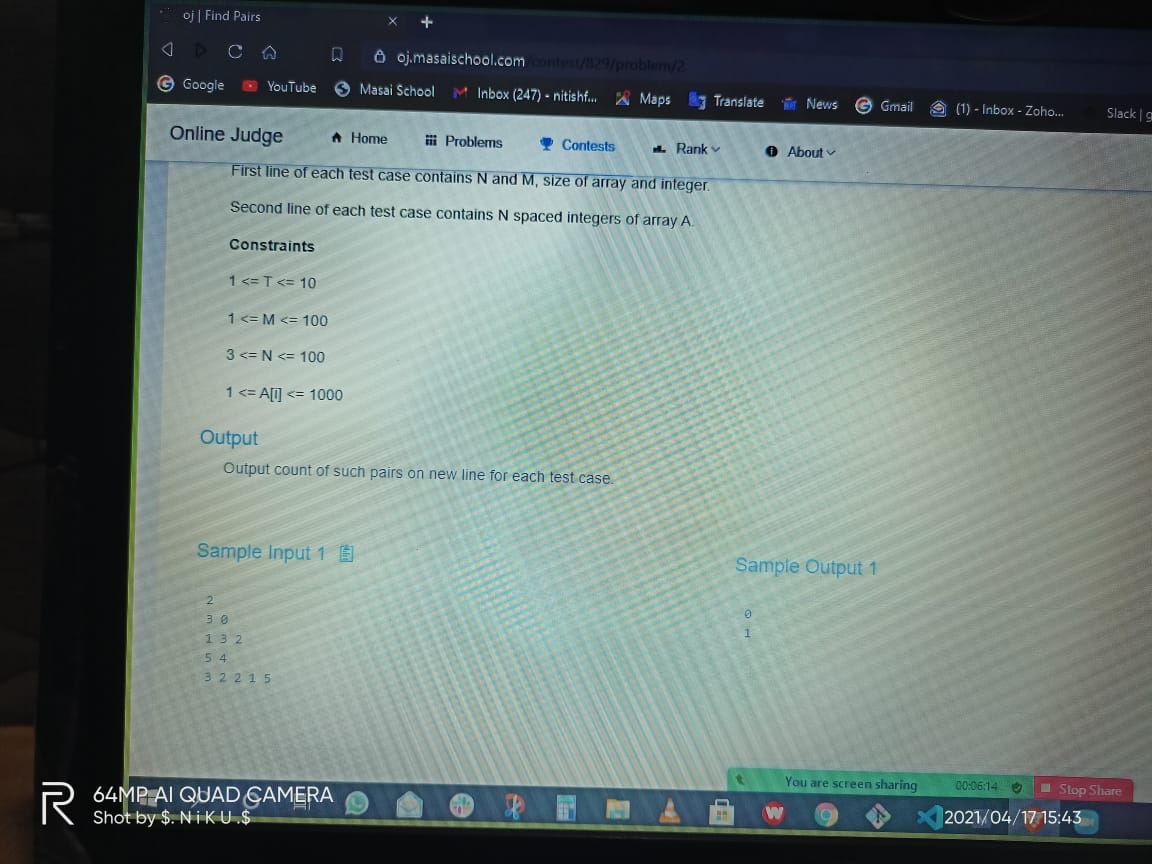 oj | Find Pairs
oj.masaischool.com/contest/829/problem/2
Google YouTube Masai School Inbox (247) - nitishf... Maps Translate News Gmail (1) - Inbox - Zoho... Slack | g
Online Judge Home Problems Contests Rank About
First line of each test case contains N and M, size of array and integer.
Second line of each test case contains N spaced integers of array A.
Constraints
1 <= T <= 10
1 <= M <= 100
3 <= N <= 100
1 <= A[i] <= 1000
Output
Output count of such pairs on new line for each test case.
Sample Input 1
2
3 0
1 3 2
5 4
3 2 2 1 5
Sample Output 1
0
1
You are screen sharing 00:06:14 Stop Share
R
64MP AI QUAD CAMERA
Shot by $. N i K U .$
2021/04/17 15:43